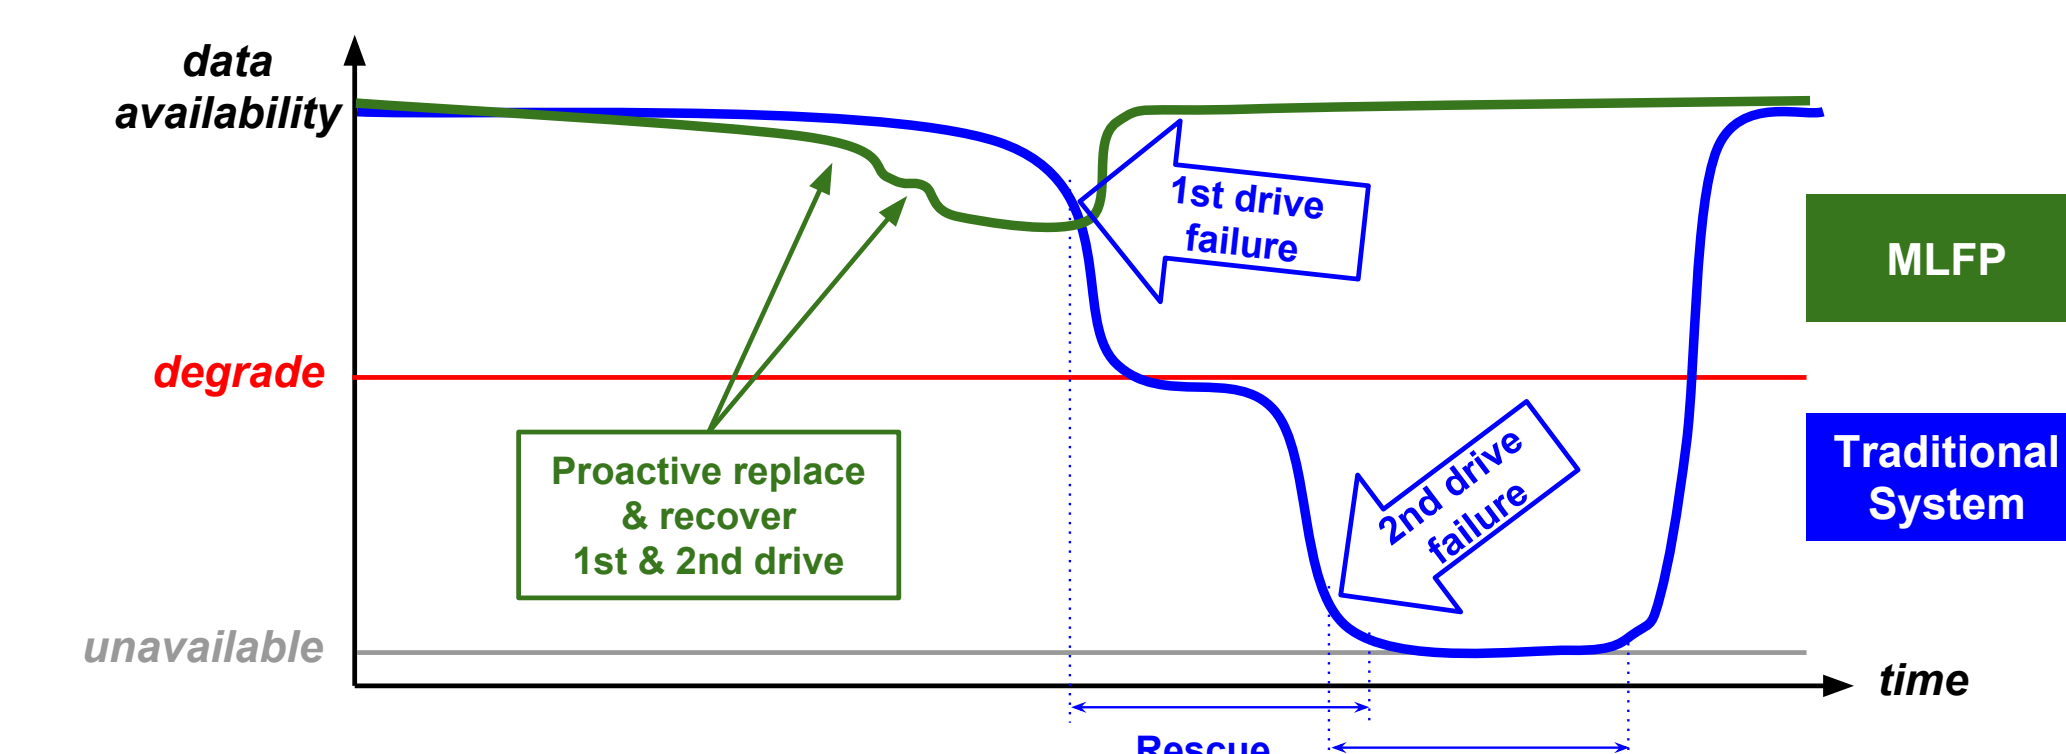 data
availability
1st drive
failure
MLFP
degrade
Traditional
System
Proactive replace
& recover
1st & 2nd drive
2nd drive
failure
unavailable
time
Rescue